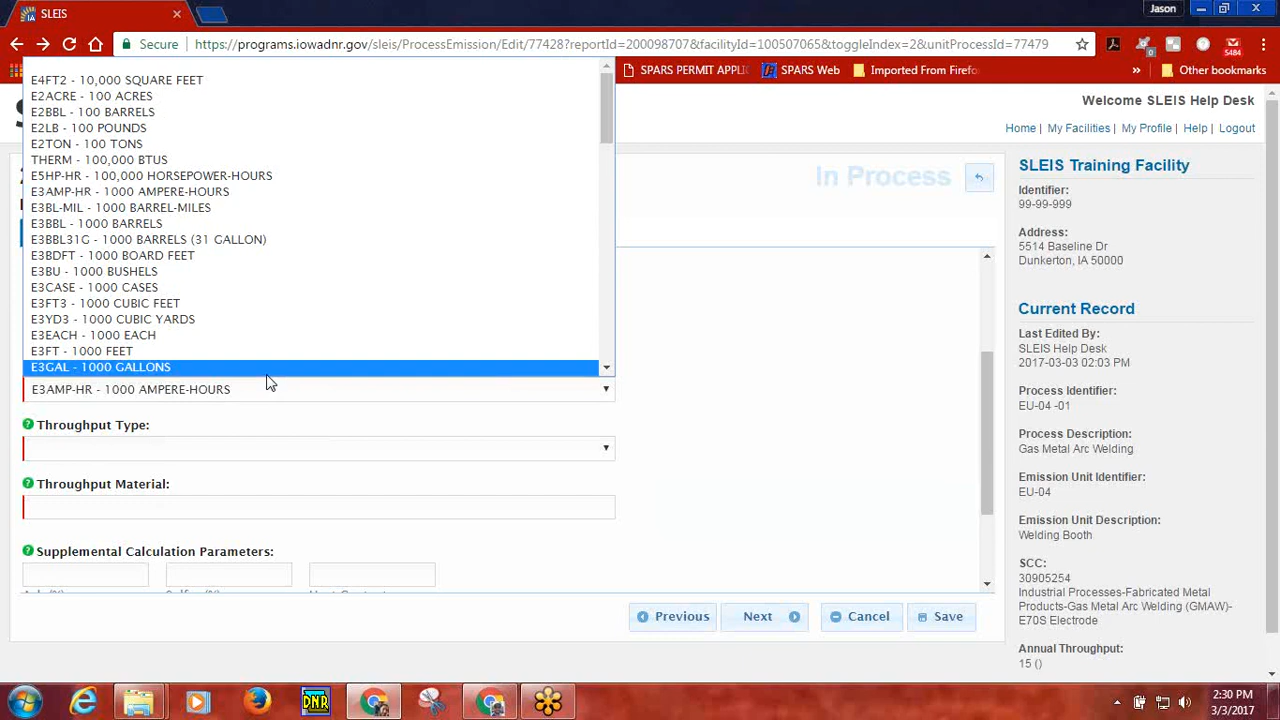 SLEIS
Jason
Secure
https://programs.iowadnr.gov/sleis/ProcessEmission/Edit/77428?reportId=200098707&facilityId=100507065&toggleIndex=2&unitProcessId=77479
5484
SPARS PERMIT APPLIC
SPARS Web
Imported From Firefo
»
Other bookmarks
E4FT2 - 10,000 SQUARE FEET
E2ACRE - 100 ACRES
E2BBL - 100 BARRELS
E2LB - 100 POUNDS
E2TON - 100 TONS
THERM - 100,000 BTUS
E5HP-HR - 100,000 HORSEPOWER-HOURS
E3AMP-HR - 1000 AMPERE-HOURS
E3BL-MIL - 1000 BARREL-MILES
E3BBL - 1000 BARRELS
E3BBL31G - 1000 BARRELS (31 GALLON)
E3BDFT - 1000 BOARD FEET
E3BU - 1000 BUSHELS
E3CASE - 1000 CASES
E3FT3 - 1000 CUBIC FEET
E3YD3 - 1000 CUBIC YARDS
E3EACH - 1000 EACH
E3FT - 1000 FEET
E3GAL - 1000 GALLONS
E3AMP-HR - 1000 AMPERE-HOURS
Throughput Type:
Throughput Material:
Supplemental Calculation Parameters:
In Process
Previous
Next
Cancel
Save
Welcome SLEIS Help Desk
Home | My Facilities | My Profile | Help | Logout
SLEIS Training Facility
Identifier:
99-99-999
Address:
5514 Baseline Dr
Dunkerton, IA 50000
Current Record
Last Edited By:
SLEIS Help Desk
2017-03-03 02:03 PM
Process Identifier:
EU-04 -01
Process Description:
Gas Metal Arc Welding
Emission Unit Identifier:
EU-04
Emission Unit Description:
Welding Booth
SCC:
30905254
Industrial Processes-Fabricated Metal
Products-Gas Metal Arc Welding (GMAW)-
E70S Electrode
Annual Throughput:
15 ()
DNR
2:30 PM
3/3/2017